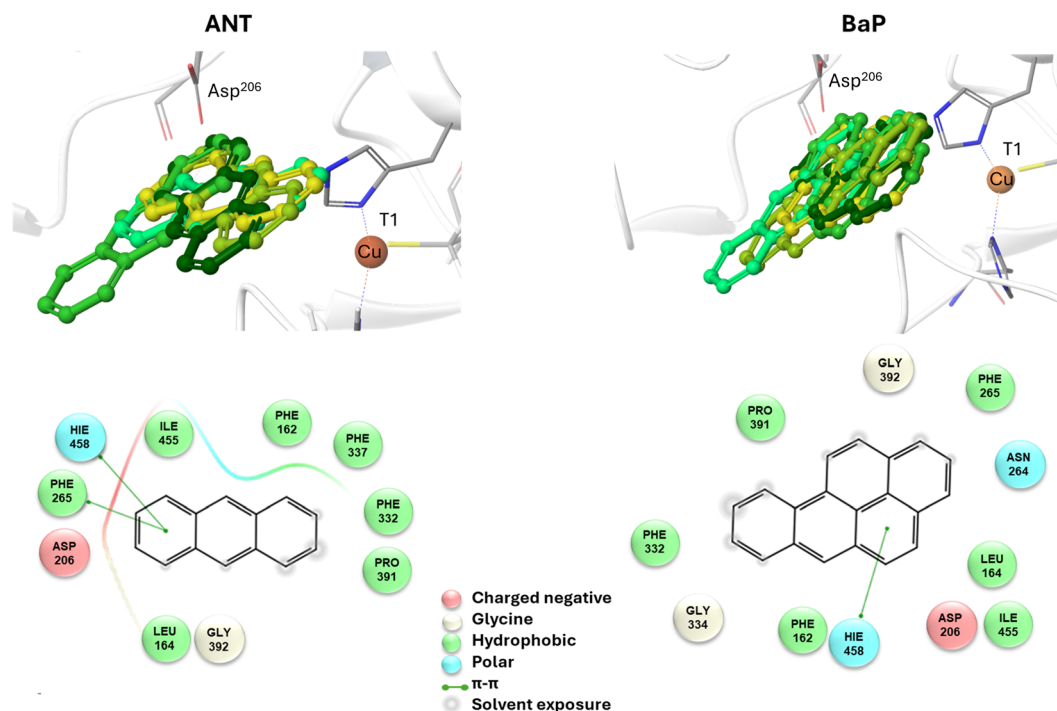 ANT
BaP
Asp206
T1
Cu
Asp206
T1
Cu
HIE
458
ILE
455
PHE
162
PHE
337
PHE
265
PHE
332
ASP
206
PRO
391
LEU
164
GLY
392
GLY
392
PHE
265
PRO
391
ASN
264
PHE
332
LEU
164
GLY
334
PHE
162
HIE
458
ASP
206
ILE
455
Charged negative
Glycine
Hydrophobic
Polar
π-π
Solvent exposure